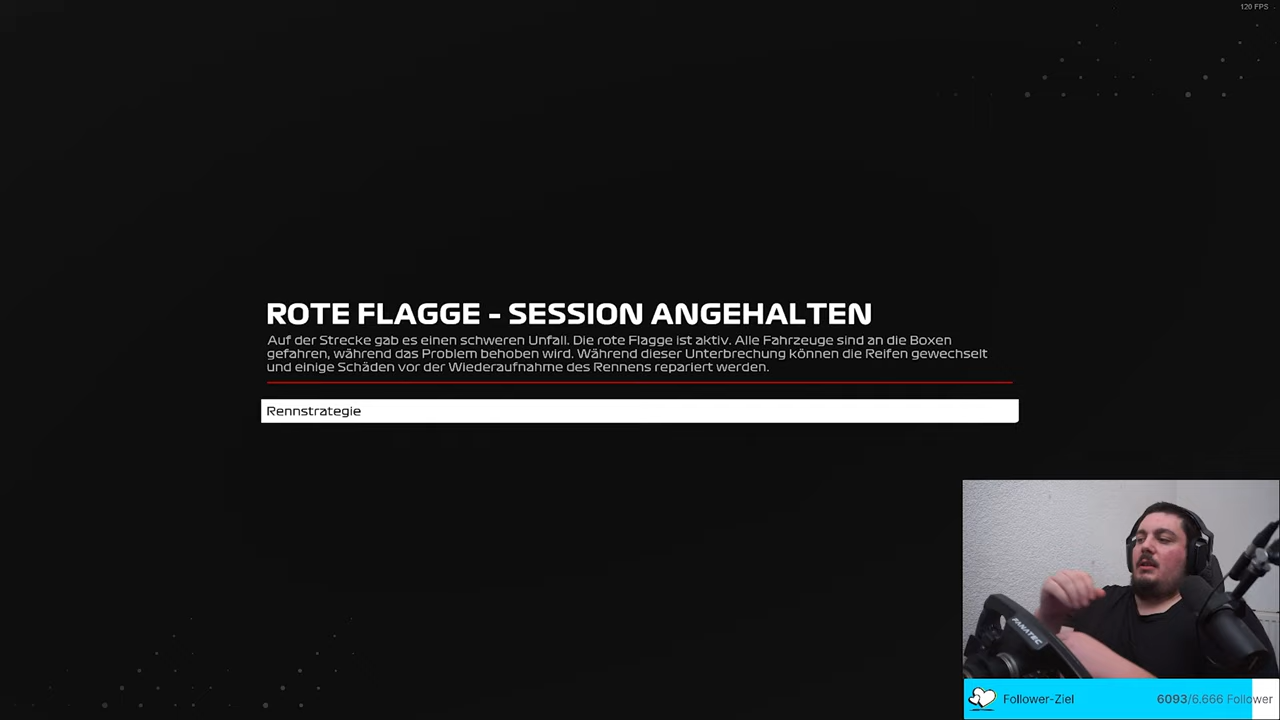 120 FPS
ROTE FLAGGE - SESSION ANGEHALTEN
Auf der Strecke gab es einen schweren Unfall. Die rote Flagge ist aktiv. Alle Fahrzeuge sind an die Boxen
gefahren, während das Problem behoben wird. Während dieser Unterbrechung können die Reifen gewechselt
und einige Schäden vor der Wiederaufnahme des Rennens repariert werden.
Rennstrategie
FANATEC
Follower-Ziel 6093/6.666 Follower